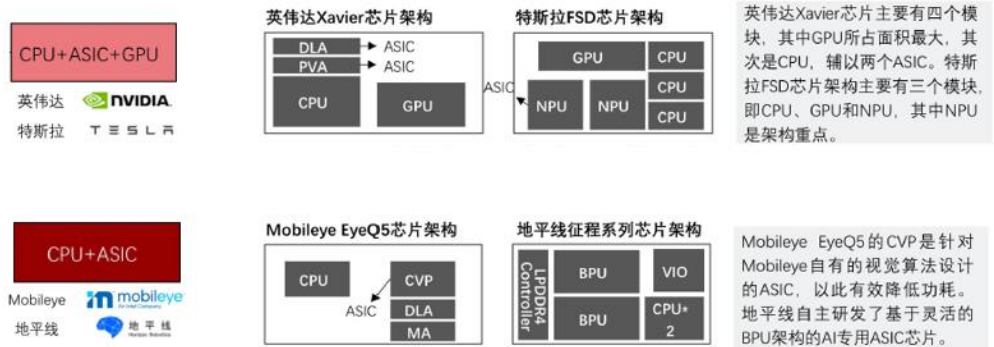 CPU+ASIC+GPU
英伟达 NVIDIA.
特斯拉 TESLA
英伟达Xavier芯片架构
DLA
ASIC
PVA
ASIC
CPU
GPU
特斯拉FSD芯片架构
GPU
CPU
CPU
CPU
ASIC
NPU
NPU
英伟达Xavier芯片主要有四个模
块，其中GPU所占面积最大，其
次是CPU，辅以两个ASIC。特斯
拉FSD芯片架构主要有三个模块，
即CPU、GPU和NPU，其中NPU
是架构重点。
CPU+ASIC
Mobileye mobileye
An Intel Company
地平线 地平线
Horizon Robotics
Mobileye EyeQ5芯片架构
CPU
CVP
ASIC
DLA
MA
地平线征程系列芯片架构
LPDDR4
Controller
BPU
VIO
BPU
CPU*
2
Mobileye EyeQ5的CVP是针对
Mobileye自有的视觉算法设计
的ASIC，以此有效降低功耗。
地平线自主研发了基于灵活的
BPU架构的AI专用ASIC芯片。